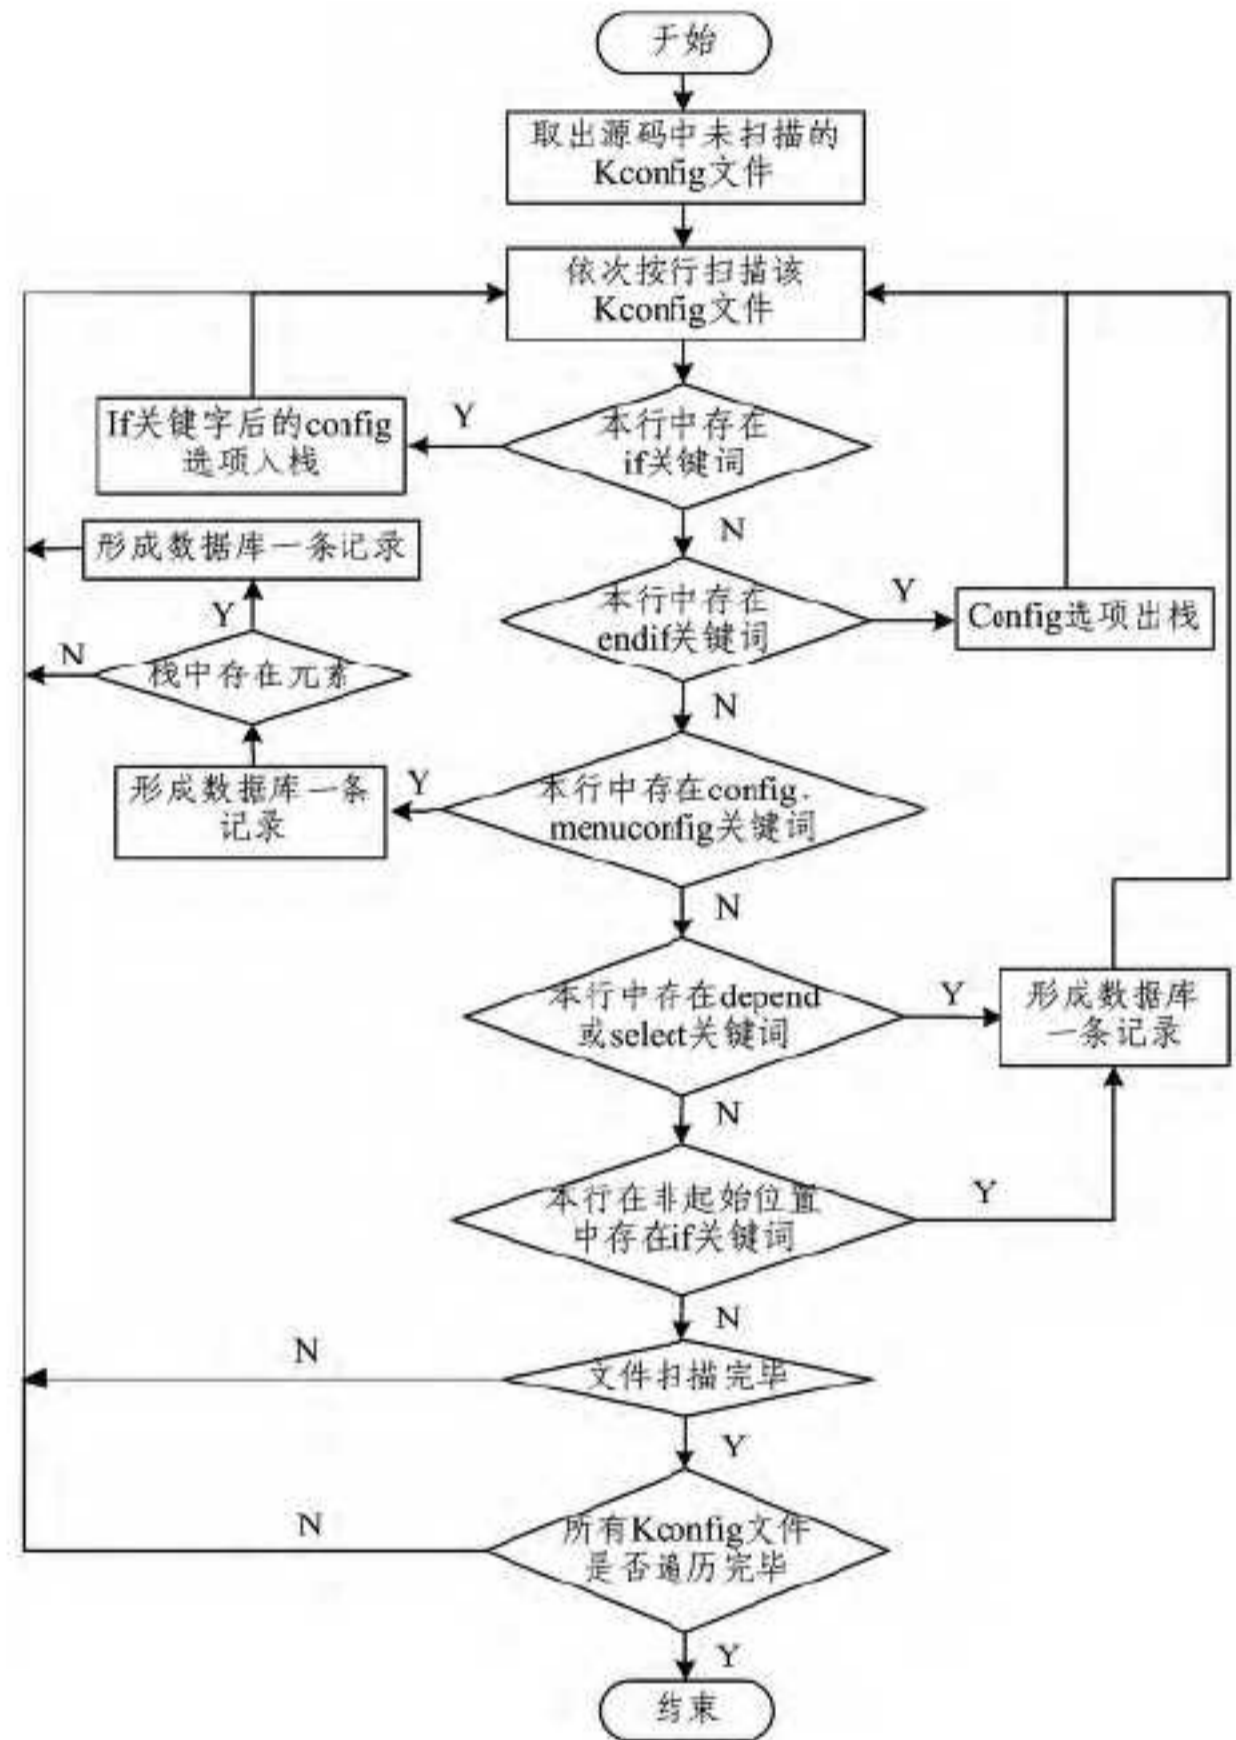 开始
取出源码中未扫描的
Kconfig文件
依次按行扫描该
Kconfig文件
Y
本行中存在
if关键词
If关键字后的config
选项入栈
N
形成数据库一条记录
本行中存在
endif关键词
Y
Config选项出栈
Y
N
栈中存在元素
N
形成数据库一条
记录
Y
本行中存在config、
menuconfig关键词
N
本行中存在depend
或select关键词
Y
形成数据库
一条记录
N
本行在非起始位置
中存在if关键词
Y
N
N
文件扫描完毕
Y
N
所有Kconfig文件
是否遍历完毕
Y
结束